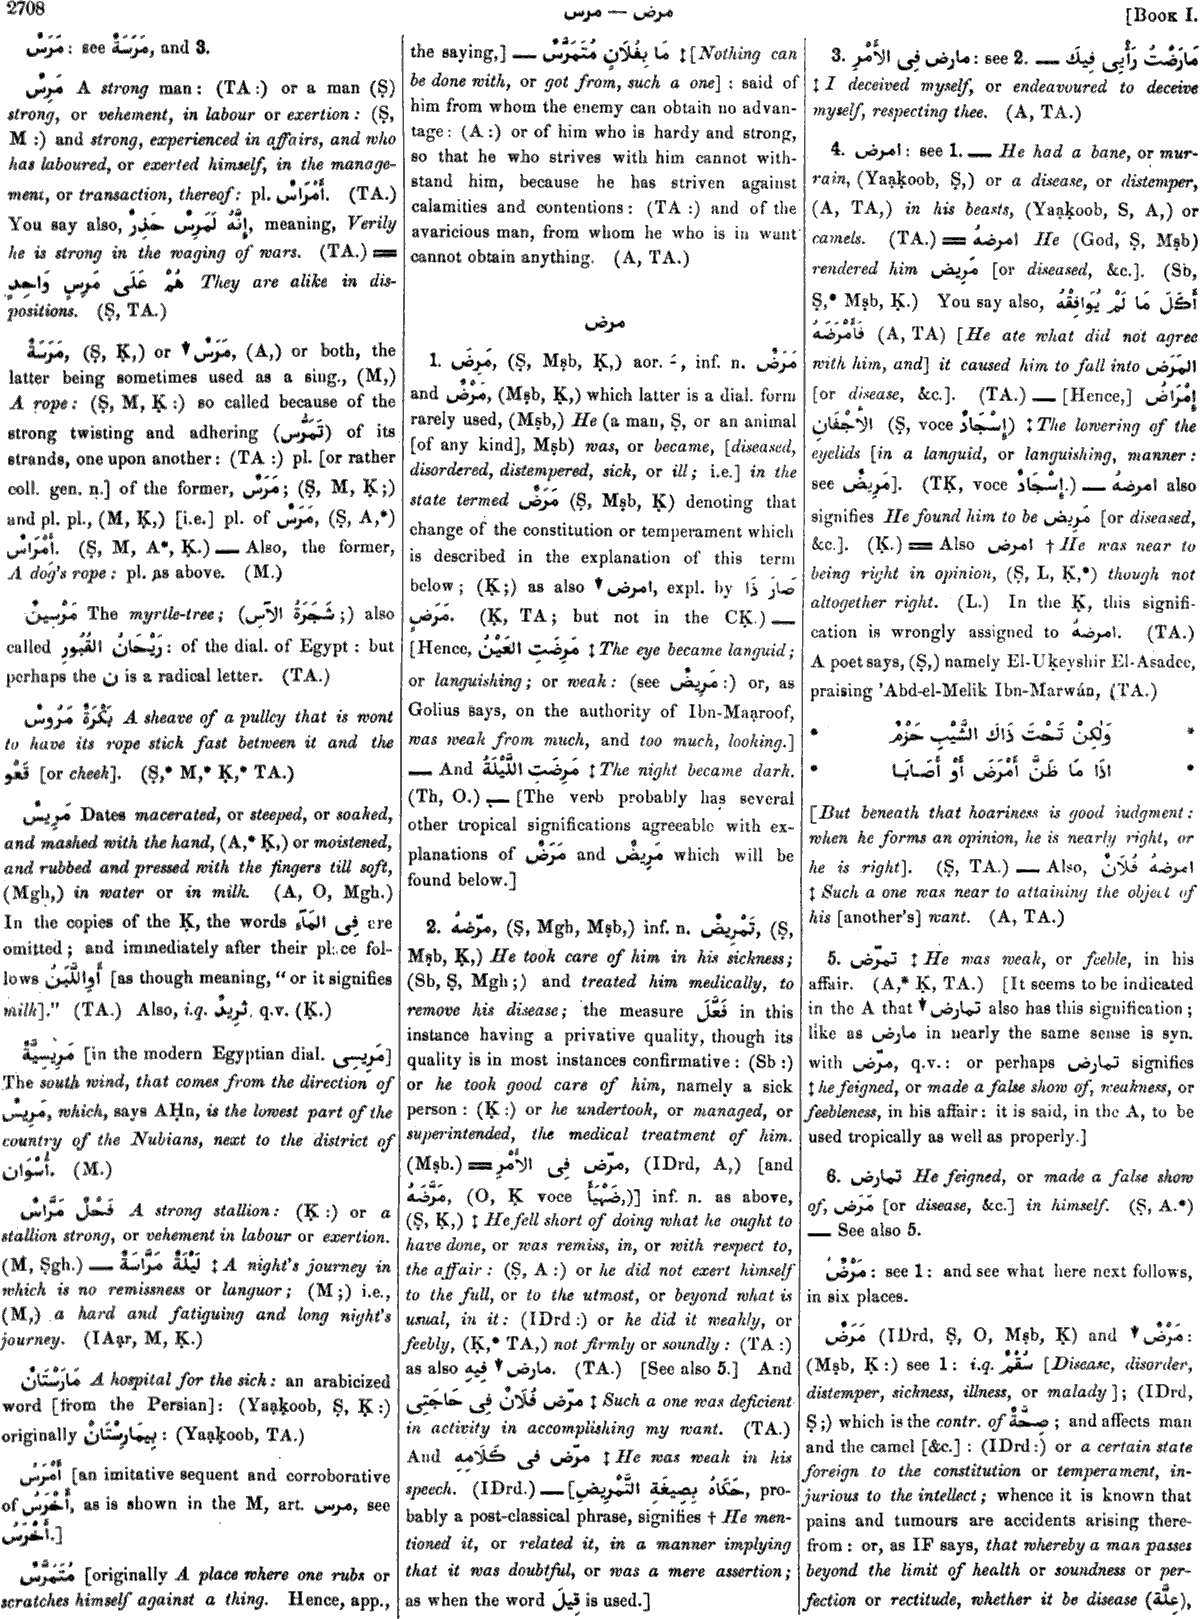 2708
مرض — مرس
[BOOK I.
مَرَسٌ: see مَرَسَةٌ, and 3.
مَرِسٌ A strong man: (TA:) or a man (Ṣ)
strong, or vehement, in labour or exertion: (Ṣ,
M:) and strong, experienced in affairs, and who
has laboured, or exerted himself, in the manage-
ment, or transaction, thereof: pl. أَمْرَاسٌ. (TA.)
You say also, إِنَّهُ لَمَرِسٌ حَذِرٌ, meaning, Verily
he is strong in the waging of wars. (TA.) ═
هُمْ عَلَى مَرِسٍ وَاحِدٍ They are alike in dis-
positions. (Ṣ, TA.)
مَرَسَةٌ, (Ṣ, Ḳ,) or ▼ مَرَسٌ, (A,) or both, the
latter being sometimes used as a sing., (M,)
A rope: (Ṣ, M, Ḳ:) so called because of the
strong twisting and adhering (تَمَرُّس) of its
strands, one upon another: (TA:) pl. [or rather
coll. gen. n.] of the former, مَرَسٌ; (Ṣ, M, Ḳ;)
and pl. pl., (M, Ḳ,) [i.e.] pl. of مَرَسٌ, (Ṣ, A,*)
أَمْرَاسٌ. (Ṣ, M, A*, Ḳ.) — Also, the former,
A dog's rope: pl. as above. (M.)
مَرْسِينٌ The myrtle-tree; (شَجَرَةُ الآسِ;) also
called رَيْحَانُ القُبُورِ: of the dial. of Egypt: but
perhaps the ن is a radical letter. (TA.)
بَكْرَةٌ مَرُوسٌ A sheave of a pulley that is wont
to have its rope stick fast between it and the
قَعْو [or cheek]. (Ṣ,* M,* Ḳ,* TA.)
مَرِيسٌ Dates macerated, or steeped, or soaked,
and mashed with the hand, (A,* Ḳ,) or moistened,
and rubbed and pressed with the fingers till soft,
(Mgh,) in water or in milk. (A, O, Mgh.)
In the copies of the Ḳ, the words فِى المَآءِ are
omitted; and immediately after their place fol-
lows أَوِاللَّبَنُ [as though meaning, "or it signifies
milk]." (TA.) Also, i.q. ثَرِيدٌ, q.v. (Ḳ.)
مَرِيسِيَّةٌ [in the modern Egyptian dial. مَرِيسِى]
The south wind, that comes from the direction of
مَرِيسُ, which, says AḤn, is the lowest part of the
country of the Nubians, next to the district of
أُسْوَان. (M.)
فَحْلٌ مَرَّاسٌ A strong stallion: (Ḳ:) or a
stallion strong, or vehement in labour or exertion.
(M, Ṣgh.) — لَيْلَةٌ مَرَّاسَةٌ ‡ A night's journey in
which is no remissness or languor; (M;) i.e.,
(M,) a hard and fatiguing and long night's
journey. (IAạr, M, Ḳ.)
مَارَسْتَانٌ A hospital for the sick: an arabicized
word [from the Persian]: (Yaạḳoob, Ṣ, Ḳ:)
originally بِيمَارِسْتَانٌ: (Yaạḳoob, TA.)
أَمْرَسُ [an imitative sequent and corroborative
of أَخْرَسُ, as is shown in the M, art. مرس, see
أَخْرَسُ.]
مُتَمَرَّسٌ [originally A place where one rubs or
scratches himself against a thing. Hence, app.,
the saying,] — مَا بِفُلَانٍ مُتَمَرَّسٌ ‡ [Nothing can
be done with, or got from, such a one]: said of
him from whom the enemy can obtain no advan-
tage: (A:) or of him who is hardy and strong,
so that he who strives with him cannot with-
stand him, because he has striven against
calamities and contentions: (TA:) and of the
avaricious man, from whom he who is in want
cannot obtain anything. (A, TA.)
مرض
1. مَرِضَ, (Ṣ, Mṣb, Ḳ,) aor. ـَ, inf. n. مَرَضٌ
and مَرْضٌ, (Mṣb, Ḳ,) which latter is a dial. form
rarely used, (Mṣb,) He (a man, Ṣ, or an animal
[of any kind], Mṣb) was, or became, [diseased,
disordered, distempered, sick, or ill; i.e.] in the
state termed مَرَضٌ (Ṣ, Mṣb, Ḳ) denoting that
change of the constitution or temperament which
is described in the explanation of this term
below; (Ḳ;) as also ▼ امرض, expl. by صَارَ ذَا
مَرَضٍ. (Ḳ, TA; but not in the CḲ.) —
[Hence, مَرِضَتِ العَيْنُ ‡ The eye became languid;
or languishing; or weak: (see مَرِيضٌ:) or, as
Golius says, on the authority of Ibn-Maạroof,
was weak from much, and too much, looking.]
— And مَرِضَتِ اللَّيْلَةُ ‡ The night became dark.
(Th, O.) — [The verb probably has several
other tropical significations agreeable with ex-
planations of مَرَضٌ and مَرِيضٌ which will be
found below.]
2. مرّضهُ, (Ṣ, Mgh, Mṣb,) inf. n. تَمْرِيضٌ, (Ṣ,
Mṣb, Ḳ,) He took care of him in his sickness;
(Sb, Ṣ, Mgh;) and treated him medically, to
remove his disease; the measure فَعَّلَ in this
instance having a privative quality, though its
quality is in most instances confirmative: (Sb:)
or he took good care of him, namely a sick
person: (Ḳ:) or he undertook, or managed, or
superintended, the medical treatment of him.
(Mṣb.) ═ مرّض فِى الأَمْرِ, (IDrd, A,) [and
مَرَّضَهُ, (O, Ḳ voce ضَهْيَأَ,)] inf. n. as above,
(Ṣ, Ḳ,) ‡ He fell short of doing what he ought to
have done, or was remiss, in, or with respect to,
the affair: (Ṣ, A:) or he did not exert himself
to the full, or to the utmost, or beyond what is
usual, in it: (IDrd:) or he did it weakly, or
feebly, (Ḳ,* TA,) not firmly or soundly: (TA:)
as also ▼ مارض فِيهِ. (TA.) [See also 5.] And
مرّض فُلَانٌ فِى حَاجَتِى ‡ Such a one was deficient
in activity in accomplishing my want. (TA.)
And مرّض فى كَلَامِهِ ‡ He was weak in his
speech. (IDrd.) — [حَكَاهُ بِصِيغَةِ التَّمْرِيضِ, pro-
bably a post-classical phrase, signifies † He men-
tioned it, or related it, in a manner implying
that it was doubtful, or was a mere assertion;
as when the word قِيلَ is used.]
3. مارض فِى الأَمْرِ: see 2. — مَارَضْتُ رَأْيِى فِيكَ
‡ I deceived myself, or endeavoured to deceive
myself, respecting thee. (A, TA.)
4. امرض: see 1. — He had a bane, or mur-
rain, (Yaạḳoob, Ṣ,) or a disease, or distemper,
(A, TA,) in his beasts, (Yaạḳoob, S, A,) or
camels. (TA.) ═ امرضهُ He (God, Ṣ, Mṣb)
rendered him مَرِيض [or diseased, &c.]. (Sb,
Ṣ,* Mṣb, Ḳ.) You say also, أَكَلَ مَا لَمْ يُوَافِقْهُ
فَأَمْرَضَهُ (A, TA) [He ate what did not agree
with him, and] it caused him to fall into المَرَض
[or disease, &c.]. (TA.) — [Hence,] إِمْرَاضُ
الأَجْفَانِ (Ṣ, voce إِسْجَادٌ) ‡ The lowering of the
eyelids [in a languid, or languishing, manner:
see مَرِيضٌ]. (TḲ, voce إِسْجَادٌ.) — امرضهُ also
signifies He found him to be مَرِيض [or diseased,
&c.]. (Ḳ.) ═ Also امرض † He was near to
being right in opinion, (Ṣ, L, Ḳ,*) though not
altogether right. (L.) In the Ḳ, this signifi-
cation is wrongly assigned to امرضهُ. (TA.)
A poet says, (Ṣ,) namely El-Uḳeyshir El-Asadee,
praising 'Abd-el-Melik Ibn-Marwán, (TA.)
* وَلٰكِنْ تَحْتَ ذَاكَ الشَّيْبِ حَزْمٌ *
* اذَا مَا ظَنَّ أَمْرَضَ أَوْ أَصَابَا *
[But beneath that hoariness is good judgment:
when he forms an opinion, he is nearly right, or
he is right]. (Ṣ, TA.) — Also, امرضهُ فُلَانٌ
‡ Such a one was near to attaining the object of
his [another's] want. (A, TA.)
5. تمرّض ‡ He was weak, or feeble, in his
affair. (A,* Ḳ, TA.) [It seems to be indicated
in the A that ▼ تمارض also has this signification;
like as مارض in nearly the same sense is syn.
with مرّض, q.v.: or perhaps تمارض signifies
‡ he feigned, or made a false show of, weakness, or
feebleness, in his affair: it is said, in the A, to be
used tropically as well as properly.]
6. تمارض He feigned, or made a false show
of, مَرَض [or disease, &c.] in himself. (Ṣ, A.*)
— See also 5.
مَرْضٌ: see 1: and see what here next follows,
in six places.
مَرَضٌ (IDrd, Ṣ, O, Mṣb, Ḳ) and ▼ مَرْضٌ:
(Mṣb, Ḳ:) see 1: i.q. سُقْمٌ [Disease, disorder,
distemper, sickness, illness, or malady]; (IDrd,
Ṣ;) which is the contr. of صِحَّةٌ; and affects man
and the camel [&c.]: (IDrd:) or a certain state
foreign to the constitution or temperament, in-
jurious to the intellect; whence it is known that
pains and tumours are accidents arising there-
from: or, as IF says, that whereby a man passes
beyond the limit of health or soundness or per-
fection or rectitude, whether it be disease (عِلَّة),